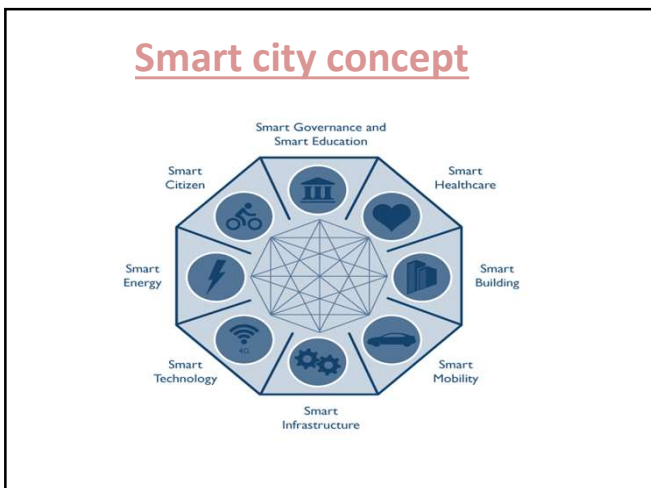 Smart city concept
Smart Governance and
Smart Education
Smart
Citizen
Smart
Healthcare
Smart
Energy
Smart
Building
4G
Smart
Technology
Smart
Mobility
Smart
Infrastructure